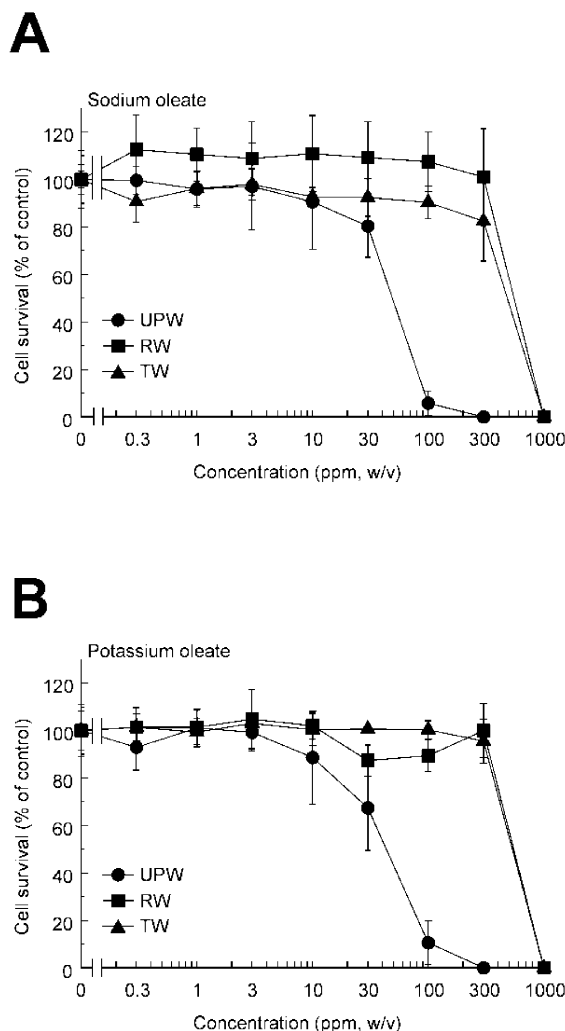 A
Sodium oleate
120
100
80
60
40
20
0
Cell survival (% of control)
UPW
RW
TW
0 0.3 1 3 10 30 100 300 1000
Concentration (ppm, w/v)
B
Potassium oleate
120
100
80
60
40
20
0
Cell survival (% of control)
UPW
RW
TW
0 0.3 1 3 10 30 100 300 1000
Concentration (ppm, w/v)